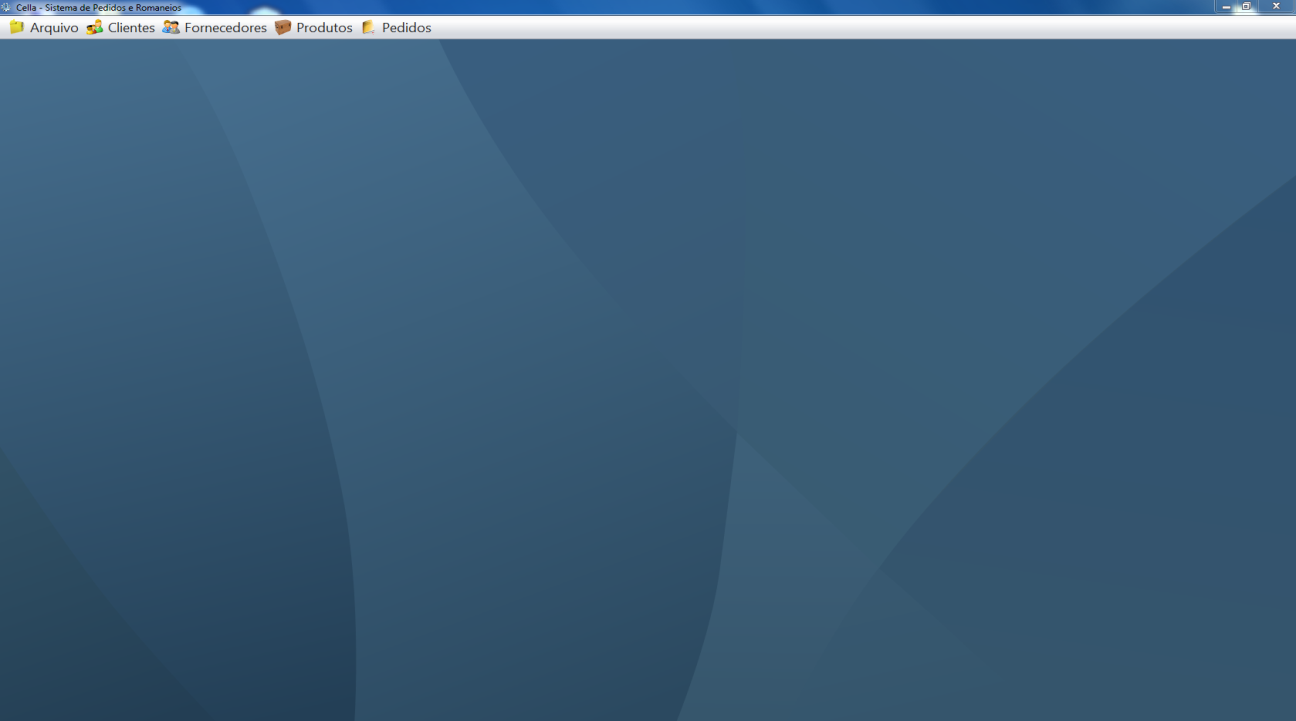 Cella - Sistema de Pedidos e Romaneios
Arquivo Clientes Fornecedores Produtos Pedidos